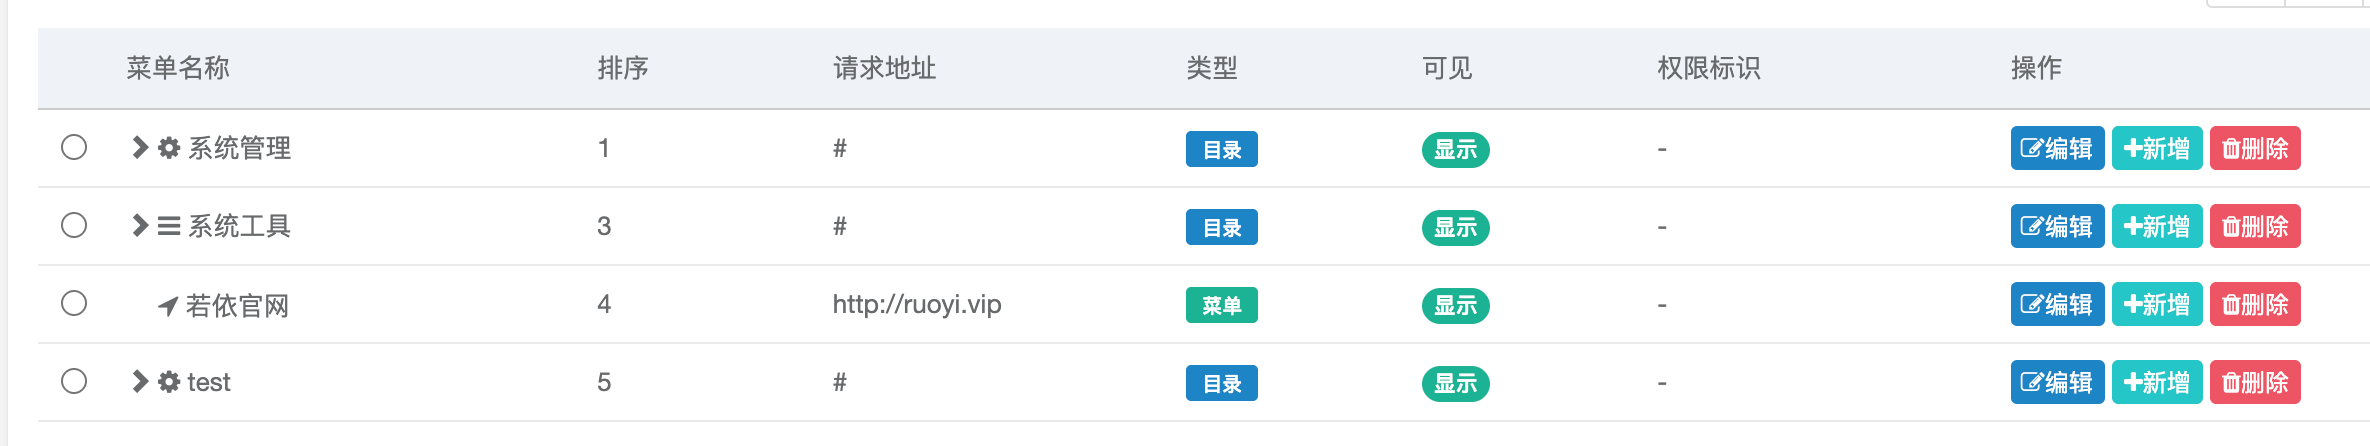 菜单名称 排序 请求地址 类型 可见 权限标识 操作
系统管理 1 # 目录 显示 - 编辑 新增 删除
系统工具 3 # 目录 显示 - 编辑 新增 删除
若依官网 4 http://ruoyi.vip 菜单 显示 - 编辑 新增 删除
test 5 # 目录 显示 - 编辑 新增 删除